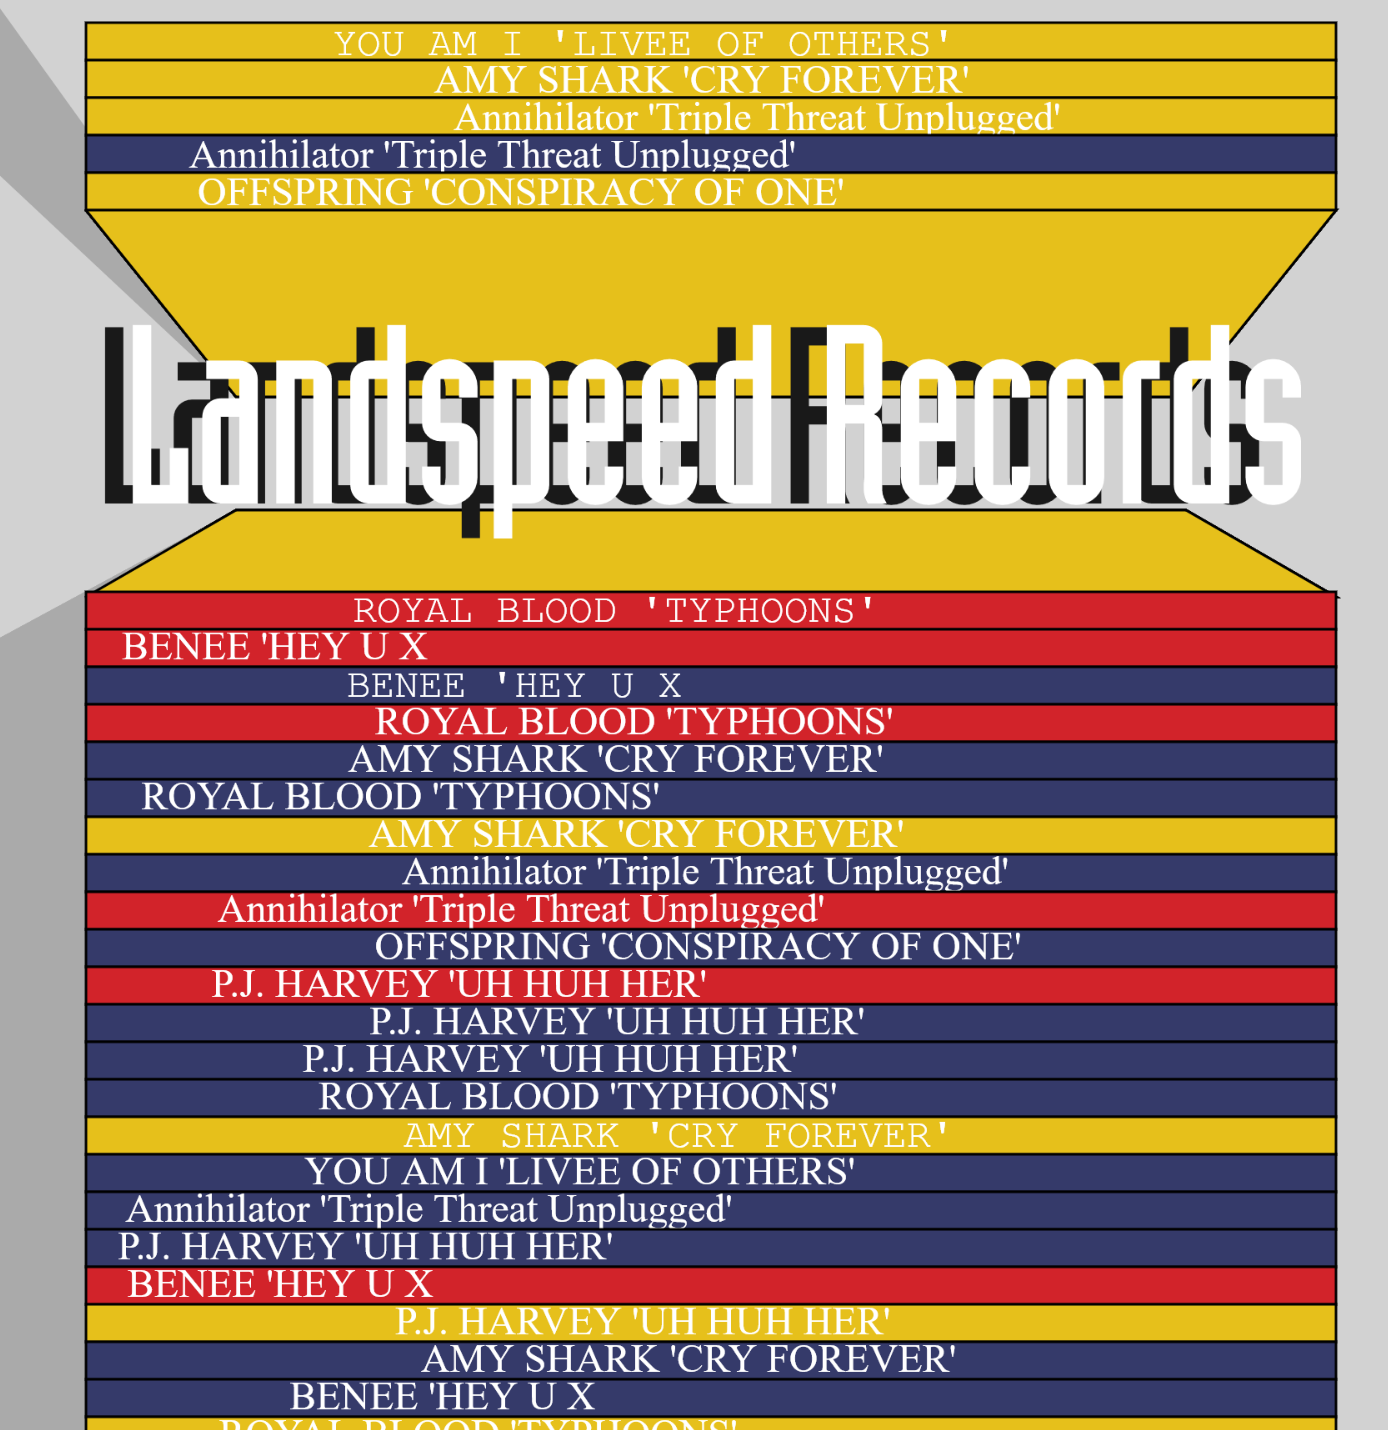 YOU AM I 'LIVEE OF OTHERS'
AMY SHARK 'CRY FOREVER'
Annihilator 'Triple Threat Unplugged'
Annihilator 'Triple Threat Unplugged'
OFFSPRING 'CONSPIRACY OF ONE'
Landspeed Records
ROYAL BLOOD 'TYPHOONS'
BENEE 'HEY U X
BENEE 'HEY U X
ROYAL BLOOD 'TYPHOONS'
AMY SHARK 'CRY FOREVER'
ROYAL BLOOD 'TYPHOONS'
AMY SHARK 'CRY FOREVER'
Annihilator 'Triple Threat Unplugged'
Annihilator 'Triple Threat Unplugged'
OFFSPRING 'CONSPIRACY OF ONE'
P.J. HARVEY 'UH HUH HER'
P.J. HARVEY 'UH HUH HER'
P.J. HARVEY 'UH HUH HER'
ROYAL BLOOD 'TYPHOONS'
AMY SHARK 'CRY FOREVER'
YOU AM I 'LIVEE OF OTHERS'
Annihilator 'Triple Threat Unplugged'
P.J. HARVEY 'UH HUH HER'
BENEE 'HEY U X
P.J. HARVEY 'UH HUH HER'
AMY SHARK 'CRY FOREVER'
BENEE 'HEY U X
ROYAL BLOOD 'TYPHOONS'